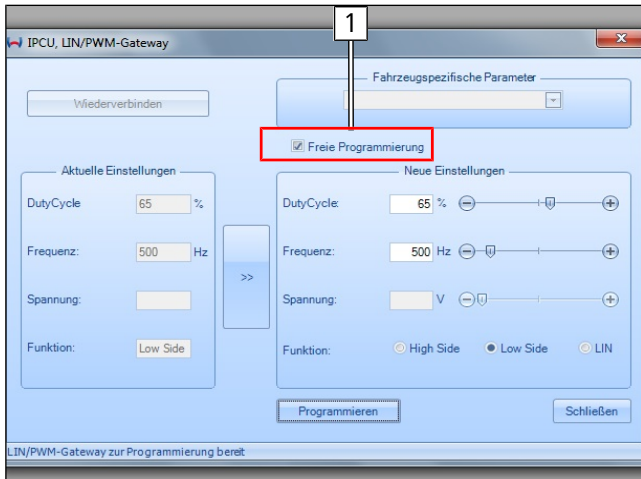 1
IPCU, LIN/PWM-Gateway
x
Fahrzeugspezifische Parameter
Wiederverbinden
Freie Programmierung
Aktuelle Einstellungen
DutyCycle 65 %
Frequenz: 500 Hz
Spannung:
Funktion: Low Side
>>
Neue Einstellungen
DutyCycle: 65 %
Frequenz: 500 Hz
Spannung: V
Funktion: High Side Low Side LIN
Programmieren Schließen
LIN/PWM-Gateway zur Programmierung bereit